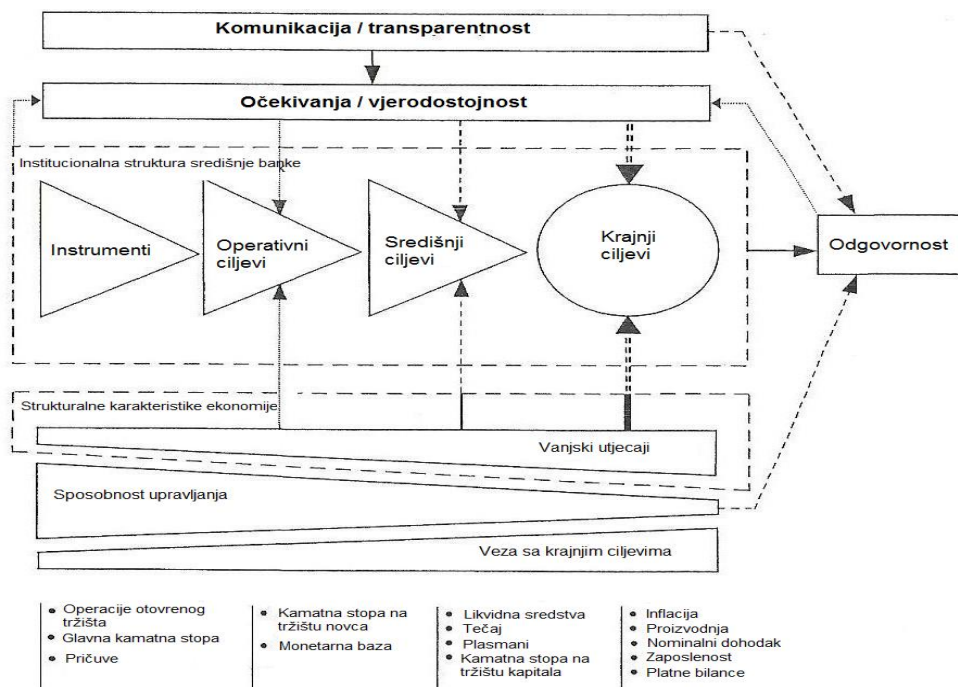 Komunikacija / transparentnost
Očekivanja / vjerodostojnost
Institucionalna struktura središnje banke
Instrumenti
Operativni
ciljevi
Središnji
ciljevi
Krajnji
ciljevi
Odgovornost
Strukturalne karakteristike ekonomije
Vanjski utjecaji
Sposobnost upravljanja
Veza sa krajnjim ciljevima
• Operacije otovrenog
tržišta
• Glavna kamatna stopa
• Pričuve
• Kamatna stopa na
tržištu novca
• Monetarna baza
• Likvidna sredstva
• Tečaj
• Plasmani
• Kamatna stopa na
tržištu kapitala
• Inflacija
• Proizvodnja
• Nominalni dohodak
• Zaposlenost
• Platne bilance